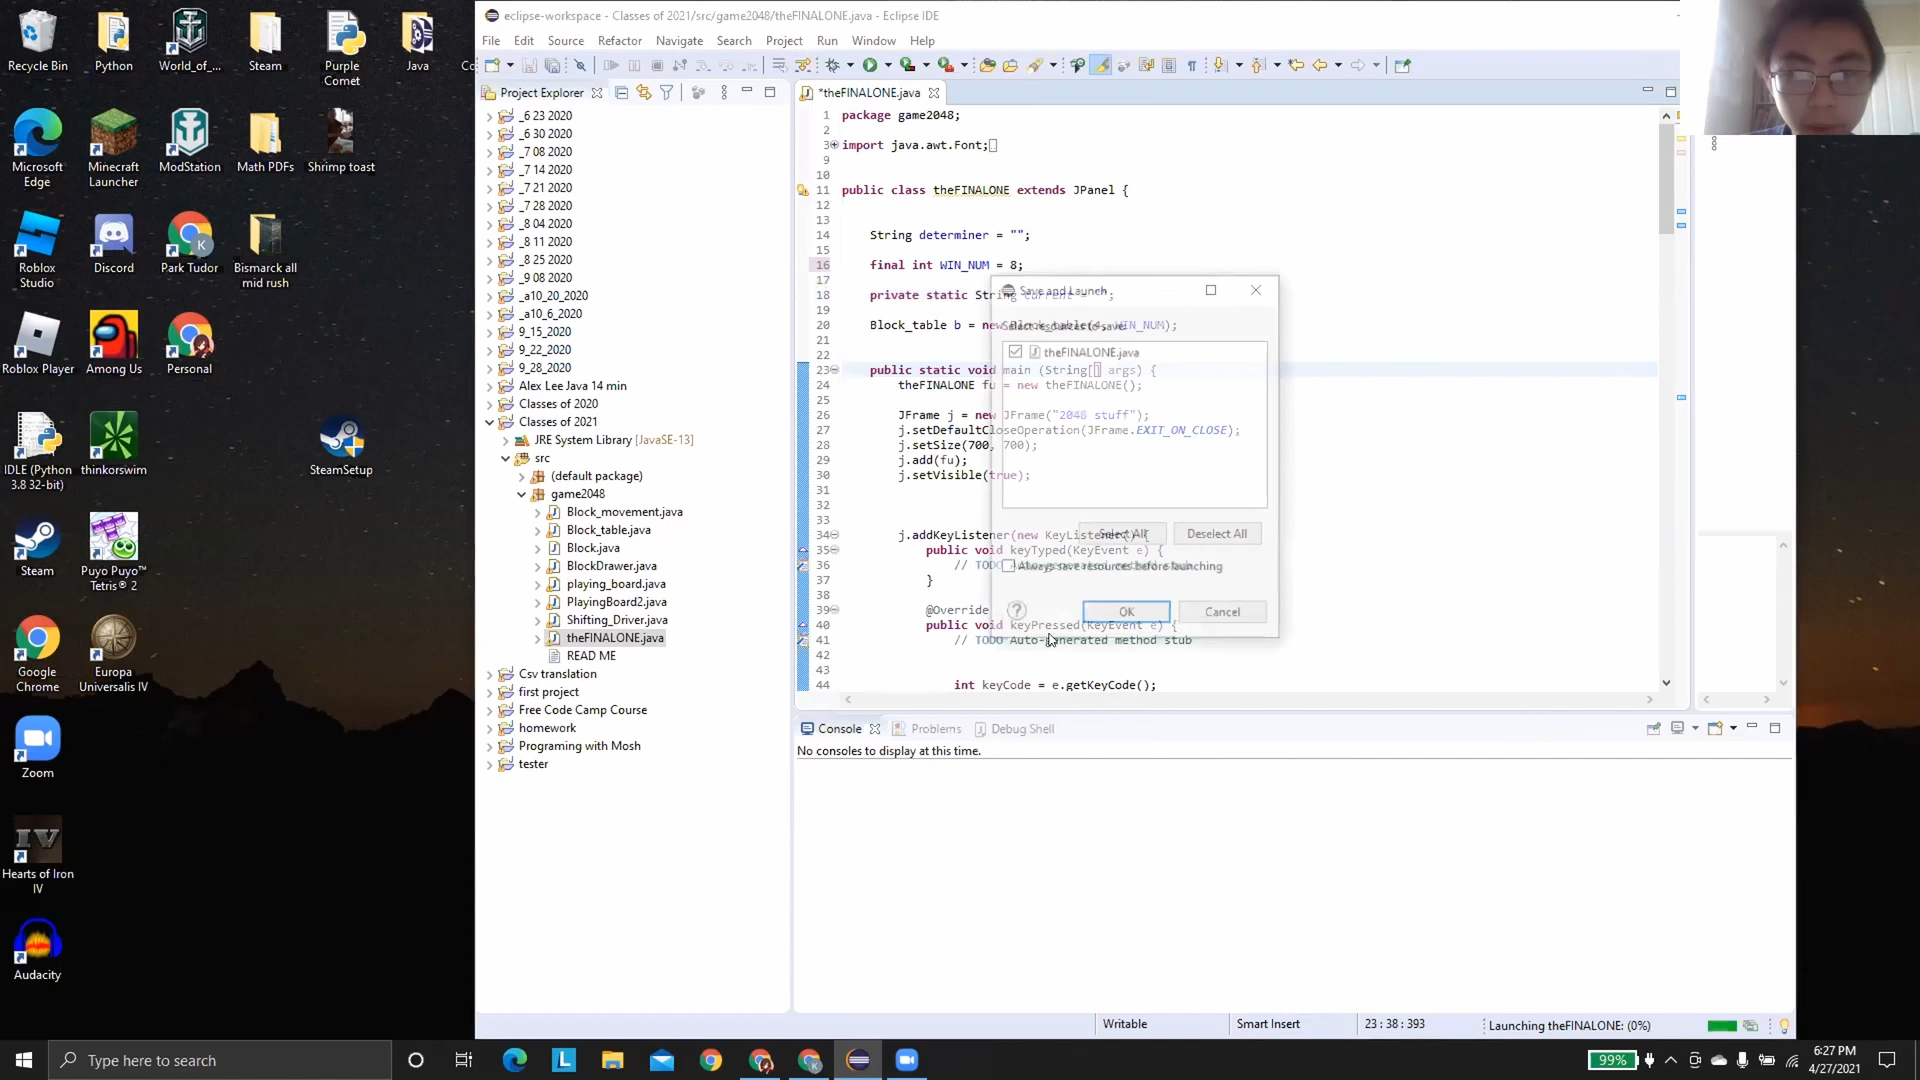 Recycle Bin
Python
World_of_...
Steam
Purple
Comet
Java
Co
Microsoft
Edge
Minecraft
Launcher
ModStation
Math PDFs
Shrimp toast
Roblox
Studio
Discord
Park Tudor
Bismarck all
mid rush
Roblox Player
Among Us
Personal
IDLE (Python
3.8 32-bit)
thinkorswim
SteamSetup
Steam
Puyo Puyo™
Tetris® 2
Google
Chrome
Europa
Universalis IV
Zoom
Hearts of Iron
IV
Audacity
eclipse-workspace - Classes of 2021/src/game2048/theFINALONE.java - Eclipse IDE
File Edit Source Refactor Navigate Search Project Run Window Help
Project Explorer
_6 23 2020
_6 30 2020
_7 08 2020
_7 14 2020
_7 21 2020
_7 28 2020
_8 04 2020
_8 11 2020
_8 25 2020
_9 08 2020
_a10_20_2020
_a10_6_2020
9_15_2020
9_22_2020
9_28_2020
Alex Lee Java 14 min
Classes of 2020
Classes of 2021
JRE System Library [JavaSE-13]
src
(default package)
game2048
Block_movement.java
Block_table.java
Block.java
BlockDrawer.java
playing_board.java
PlayingBoard2.java
Shifting_Driver.java
theFINALONE.java
READ ME
Csv translation
first project
Free Code Camp Course
homework
Programing with Mosh
tester
*theFINALONE.java
1 package game2048;
2
3 import java.awt.Font;
9
10
11 public class theFINALONE extends JPanel {
12
13
14 String determiner = "";
15
16 final int WIN_NUM = 8;
17
18 private static String current = "";
19
20 Block_table b = new Block_table(4, WIN_NUM);
21
22
23 public static void main (String[] args) {
24 theFINALONE fu = new theFINALONE();
25
26 JFrame j = new JFrame("2048 stuff");
27 j.setDefaultCloseOperation(JFrame.EXIT_ON_CLOSE);
28 j.setSize(700, 700);
29 j.add(fu);
30 j.setVisible(true);
31
32
33
34 j.addKeyListener(new KeyListener() {
35 public void keyTyped(KeyEvent e) {
36 // TODO Auto-generated method stub
37 }
38
39 @Override
40 public void keyPressed(KeyEvent e) {
41 // TODO Auto-generated method stub
42
43
44 int keyCode = e.getKeyCode();
Save and Launch
Select resources to save:
theFINALONE.java
Select All
Deselect All
Always save resources before launching
OK
Cancel
Console
Problems
Debug Shell
No consoles to display at this time.
Writable
Smart Insert
23 : 38 : 393
Launching theFINALONE: (0%)
Type here to search
99%
6:27 PM
4/27/2021